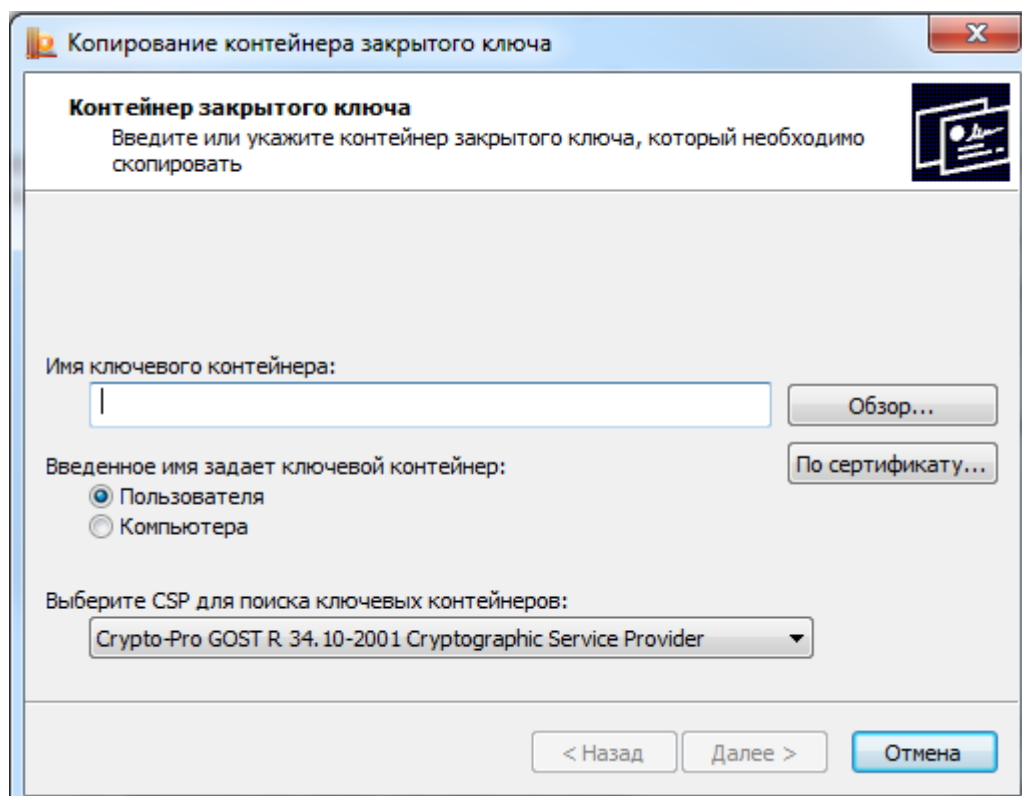 Копирование контейнера закрытого ключа
Контейнер закрытого ключа
Введите или укажите контейнер закрытого ключа, который необходимо
скопировать
Имя ключевого контейнера:
Обзор...
Введенное имя задает ключевой контейнер:
По сертификату...
Пользователя
Компьютера
Выберите CSP для поиска ключевых контейнеров:
Crypto-Pro GOST R 34.10-2001 Cryptographic Service Provider
< Назад
Далее >
Отмена